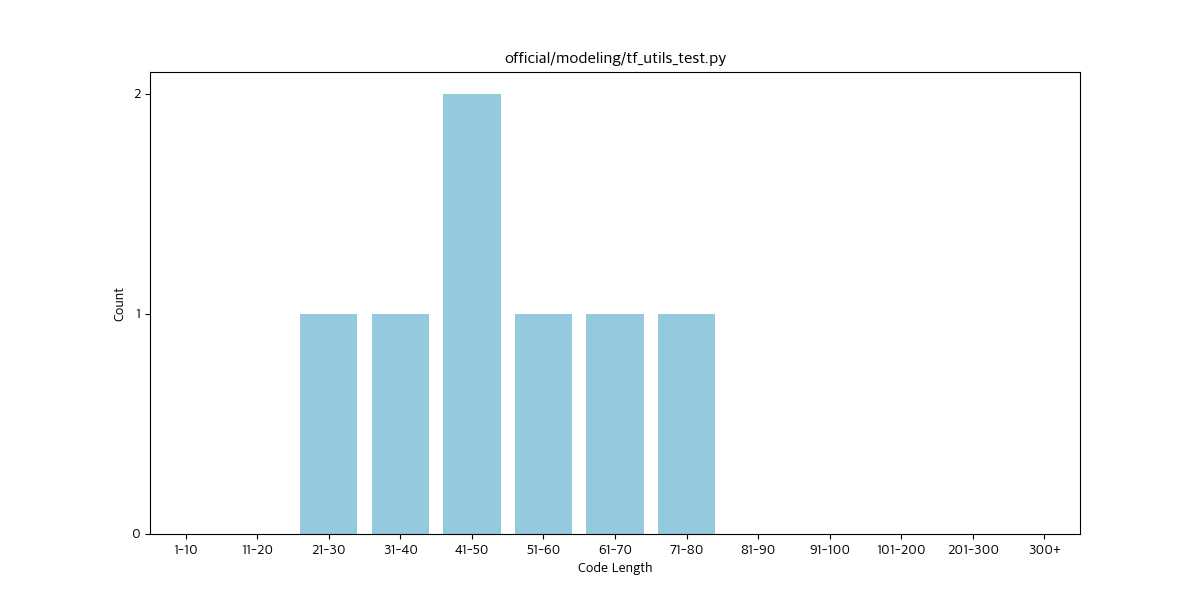 official/modeling/tf_utils_test.py
2
1
0
Count
1-10 11-20 21-30 31-40 41-50 51-60 61-70 71-80 81-90 91-100 101-200 201-300 300+
Code Length